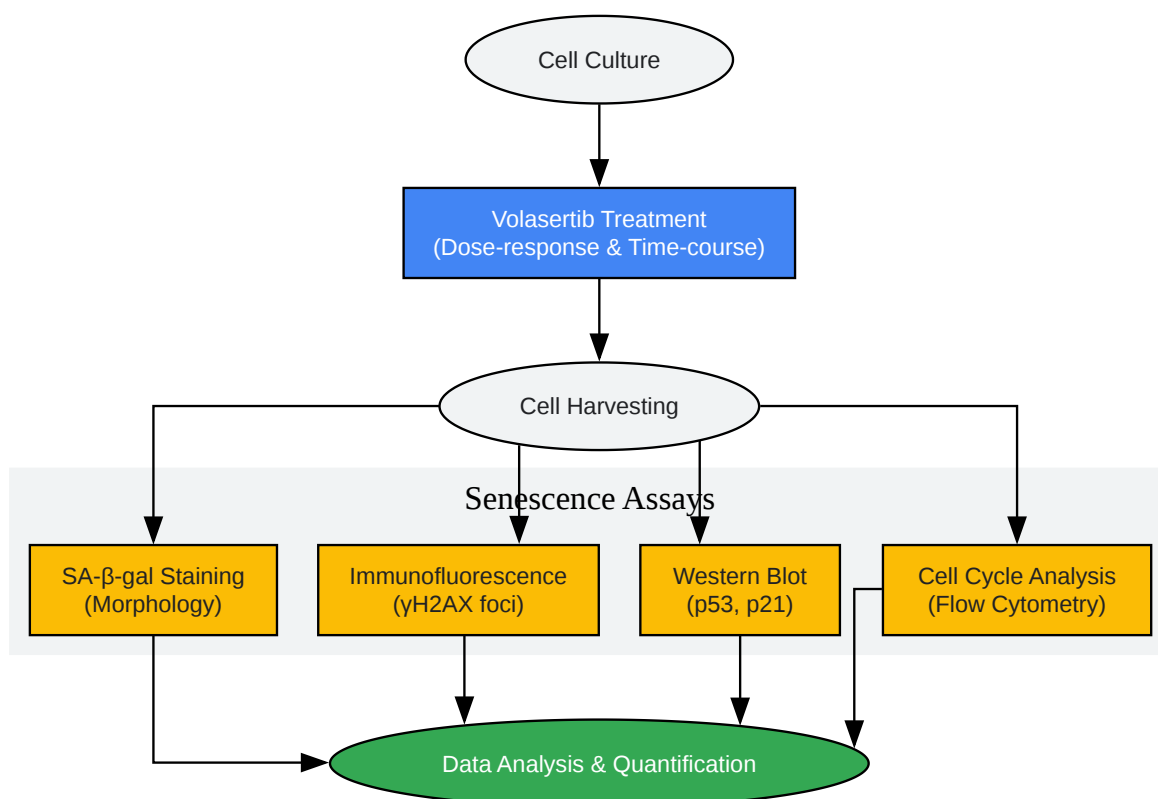 Cell Culture
Volasertib Treatment
(Dose-response & Time-course)
Cell Harvesting
Senescence Assays
SA-β-gal Staining
(Morphology)
Immunofluorescence
(γH2AX foci)
Western Blot
(p53, p21)
Cell Cycle Analysis
(Flow Cytometry)
Data Analysis & Quantification